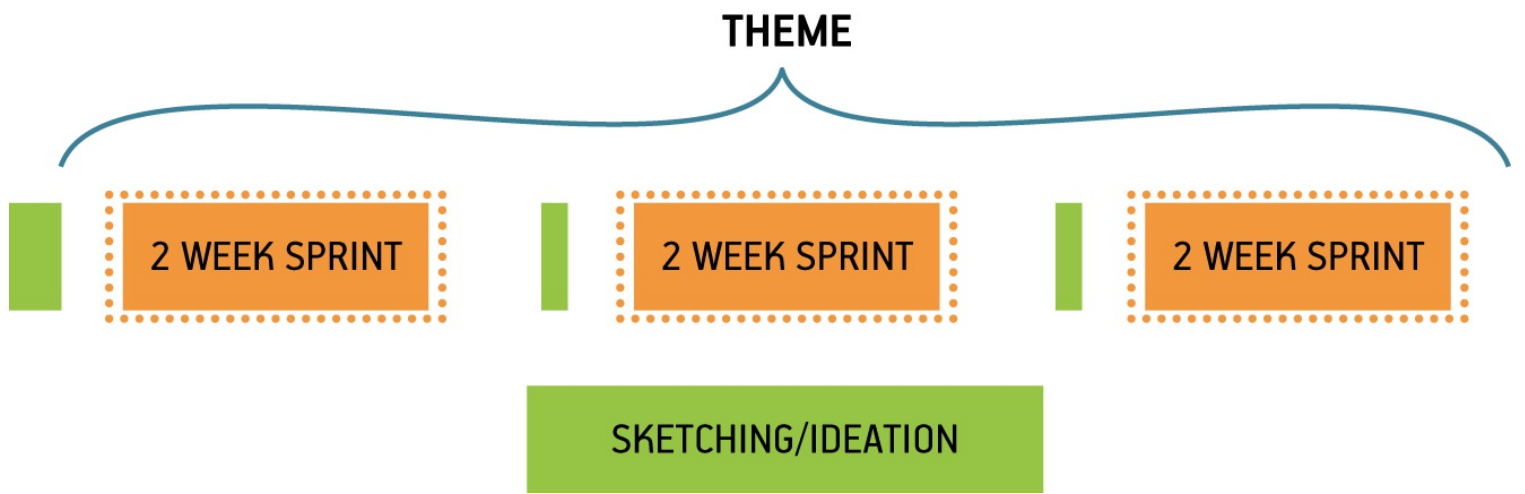 THEME
2 WEEK SPRINT
2 WEEK SPRINT
2 WEEK SPRINT
SKETCHING/IDEATION